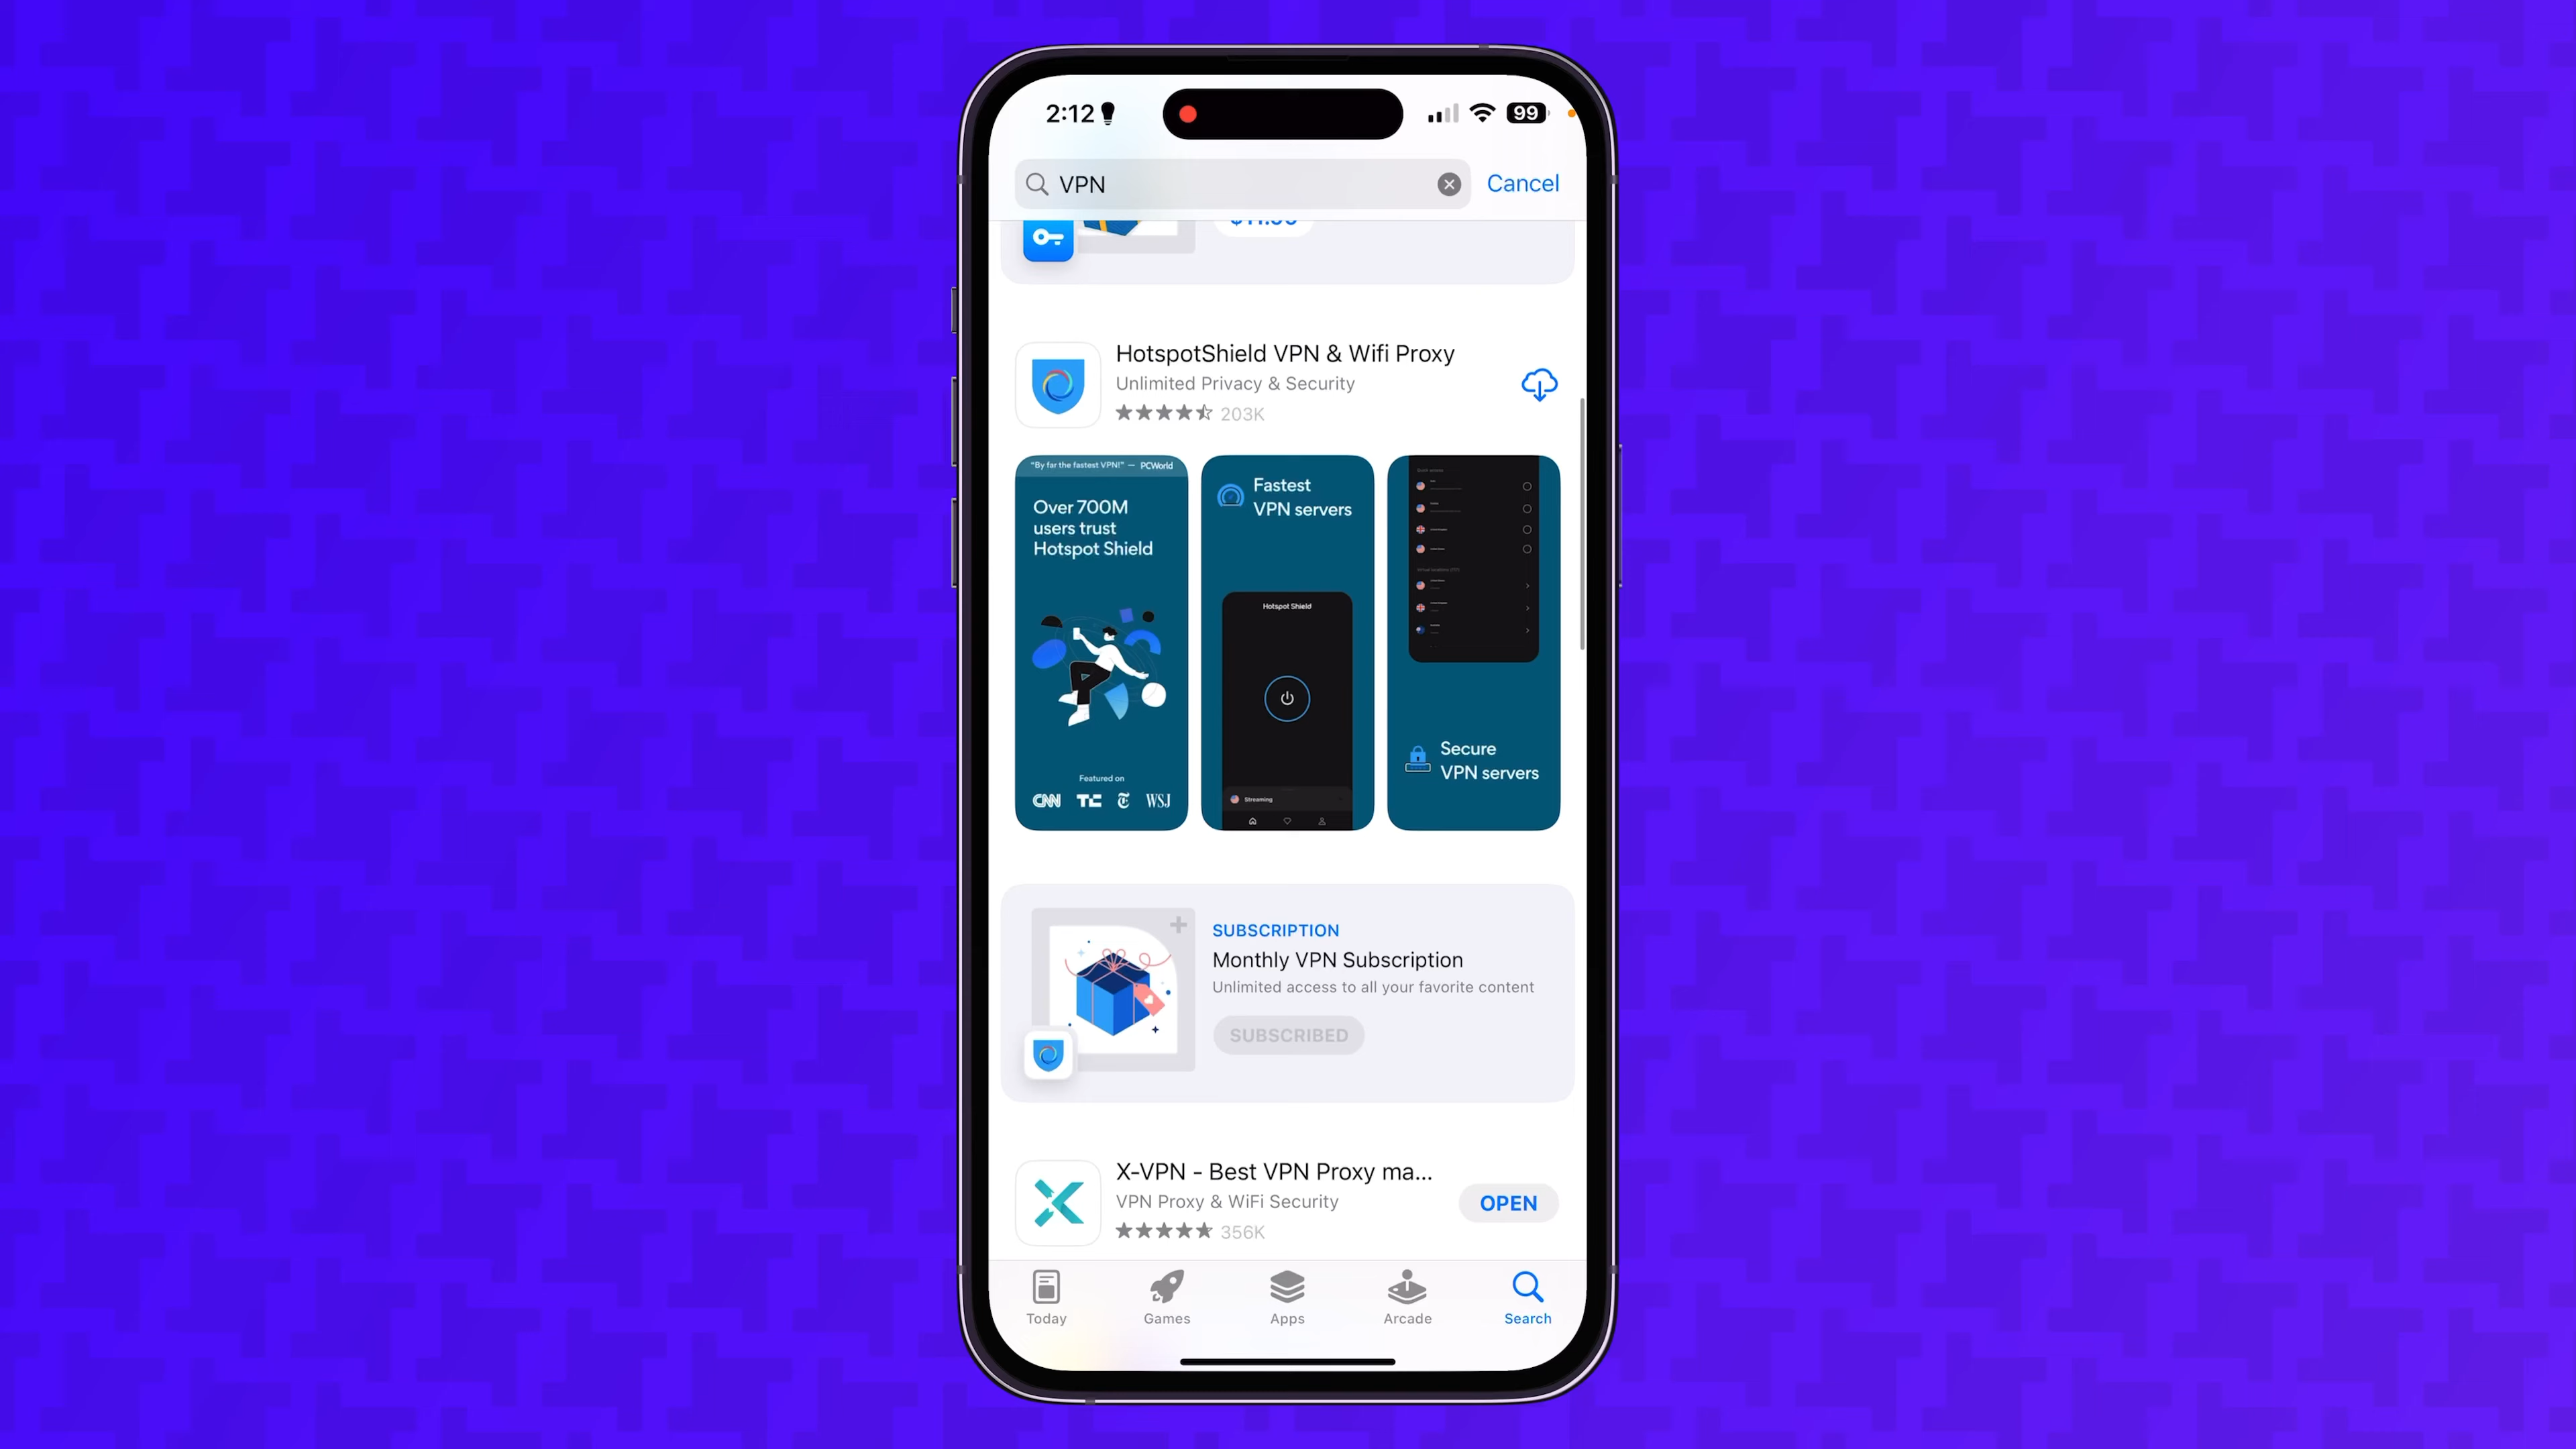 2:12
99
VPN
Cancel
HotspotShield VPN & Wifi Proxy
Unlimited Privacy & Security
203K
"By far the fastest VPN!" — PCWorld
Over 700M
users trust
Hotspot Shield
Featured on
CNN TC T WSJ
Fastest
VPN servers
Hotspot Shield
Streaming
Secure
VPN servers
SUBSCRIPTION
Monthly VPN Subscription
Unlimited access to all your favorite content
SUBSCRIBED
X-VPN - Best VPN Proxy ma...
VPN Proxy & WiFi Security
356K
OPEN
Today
Games
Apps
Arcade
Search